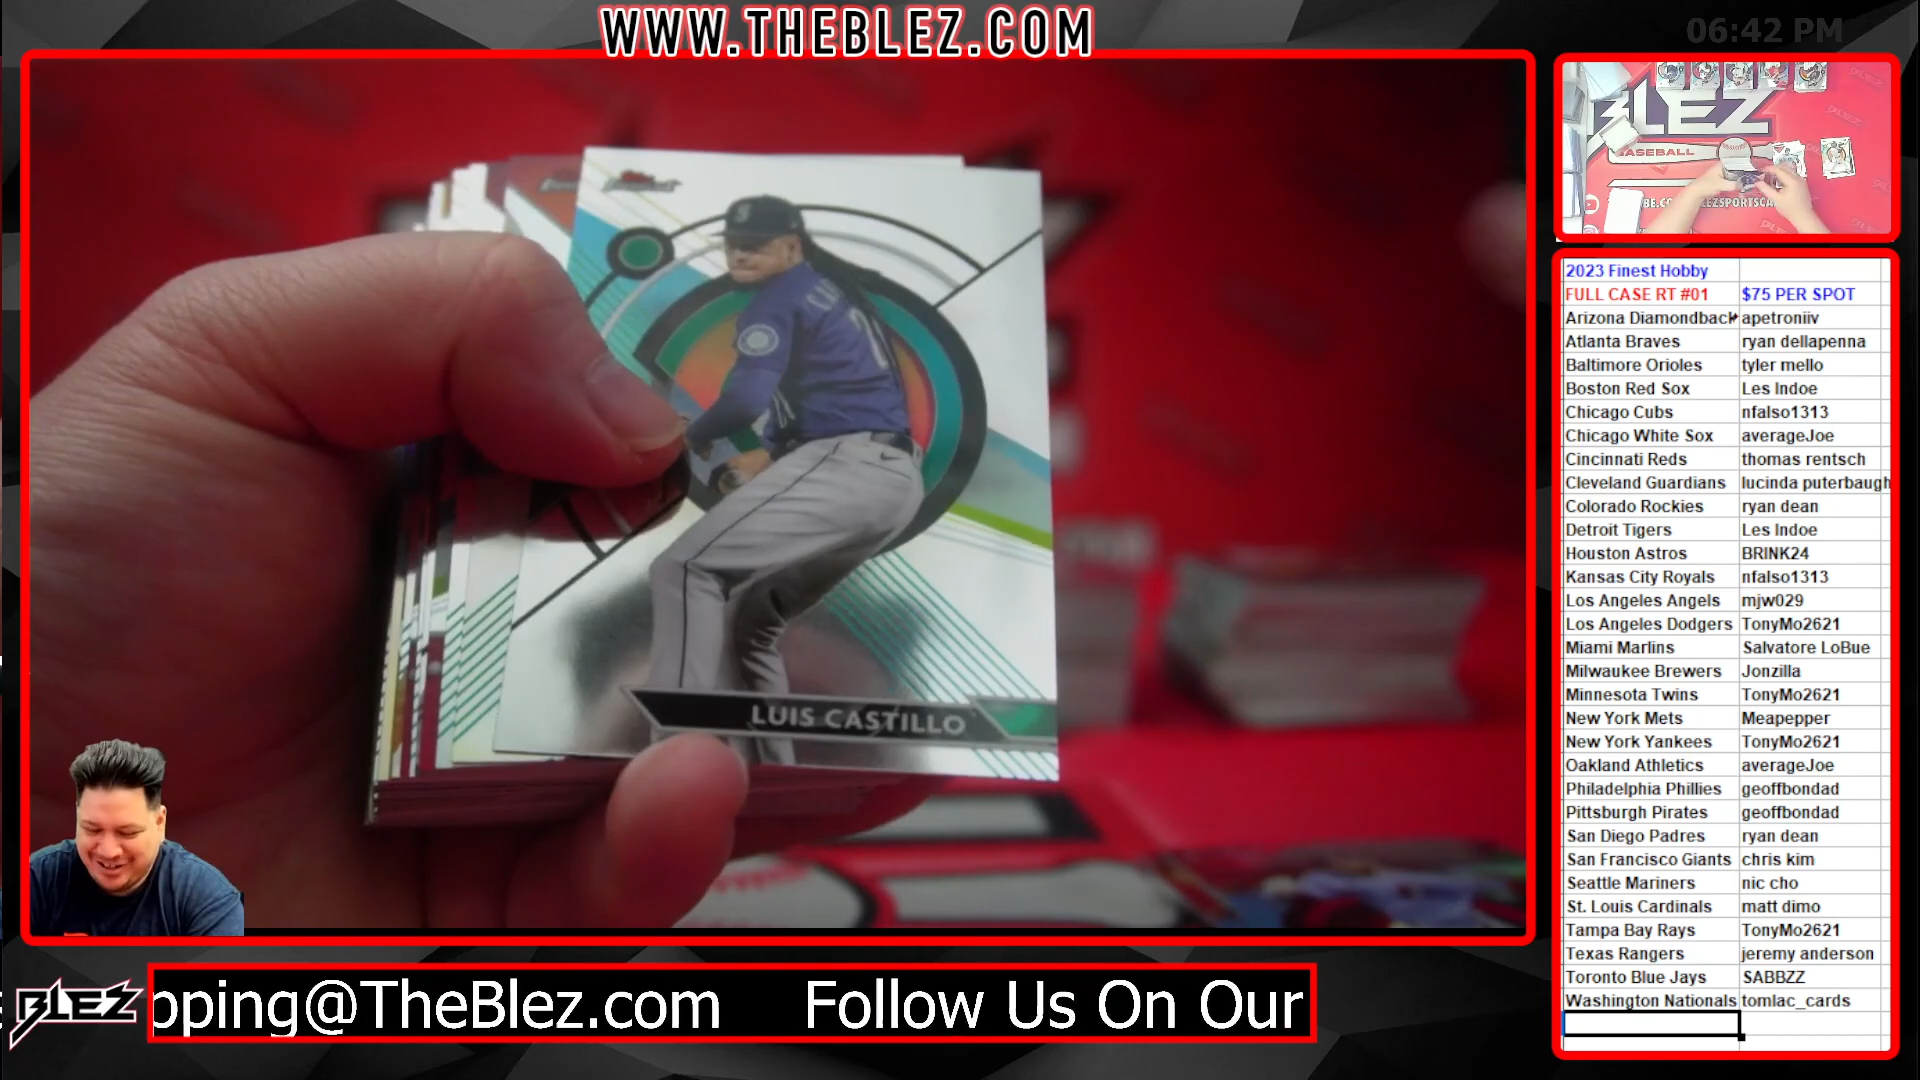 WWW.THEBLEZ.COM
06:42 PM
BLEZ
BASEBALL
LUIS CASTILLO
2023 Finest Hobby
FULL CASE RT #01 $75 PER SPOT
Arizona Diamondback apetroniiv
Atlanta Braves ryan dellapenna
Baltimore Orioles tyler mello
Boston Red Sox Les Indoe
Chicago Cubs nfalso1313
Chicago White Sox averageJoe
Cincinnati Reds thomas rentsch
Cleveland Guardians lucinda puterbaugh
Colorado Rockies ryan dean
Detroit Tigers Les Indoe
Houston Astros BRINK24
Kansas City Royals nfalso1313
Los Angeles Angels mjw029
Los Angeles Dodgers TonyMo2621
Miami Marlins Salvatore LoBue
Milwaukee Brewers Jonzilla
Minnesota Twins TonyMo2621
New York Mets Meapepper
New York Yankees TonyMo2621
Oakland Athletics averageJoe
Philadelphia Phillies geoffbondad
Pittsburgh Pirates geoffbondad
San Diego Padres ryan dean
San Francisco Giants chris kim
Seattle Mariners nic cho
St. Louis Cardinals matt dimo
Tampa Bay Rays TonyMo2621
Texas Rangers jeremy anderson
Toronto Blue Jays SABBZZ
Washington Nationals tomlac_cards
BLEZ
pping@TheBlez.com Follow Us On Our